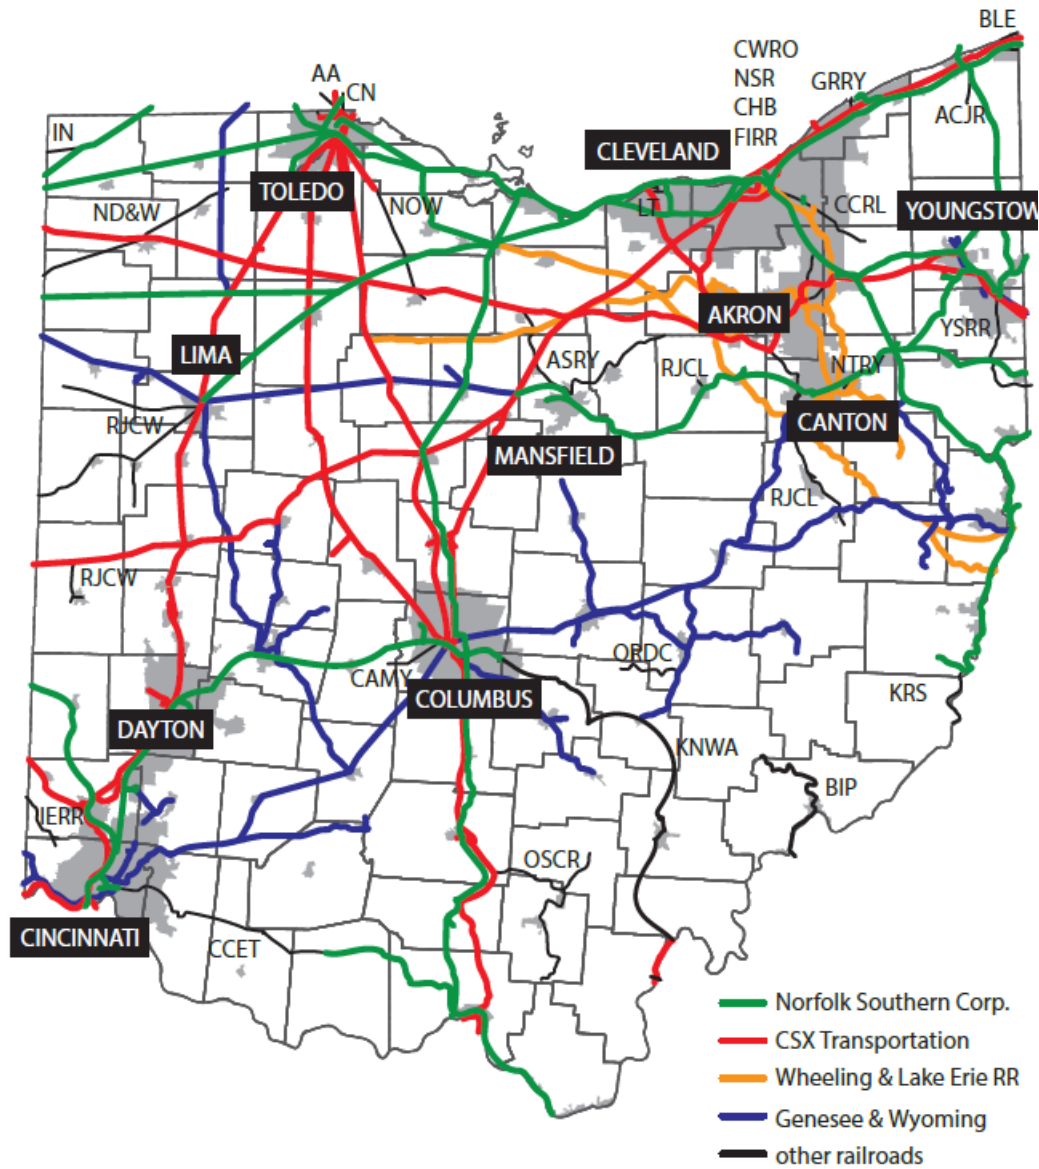 BLE
CWRO
NSR
CHB
FIRR
GRRY
AA
CN
ACJR
IN
CLEVELAND
TOLEDO
LT
ND&W
NOW
CCRL
YOUNGSTOW
AKRON
YSRR
LIMA
ASRY
RJCL
NTRY
RJCW
CANTON
MANSFIELD
RJCL
RJCW
ORDC
CAMY
COLUMBUS
KRS
DAYTON
KNWA
BIP
IERR
OSCR
CINCINNATI
CCET
Norfolk Southern Corp.
CSX Transportation
Wheeling & Lake Erie RR
Genesee & Wyoming
other railroads